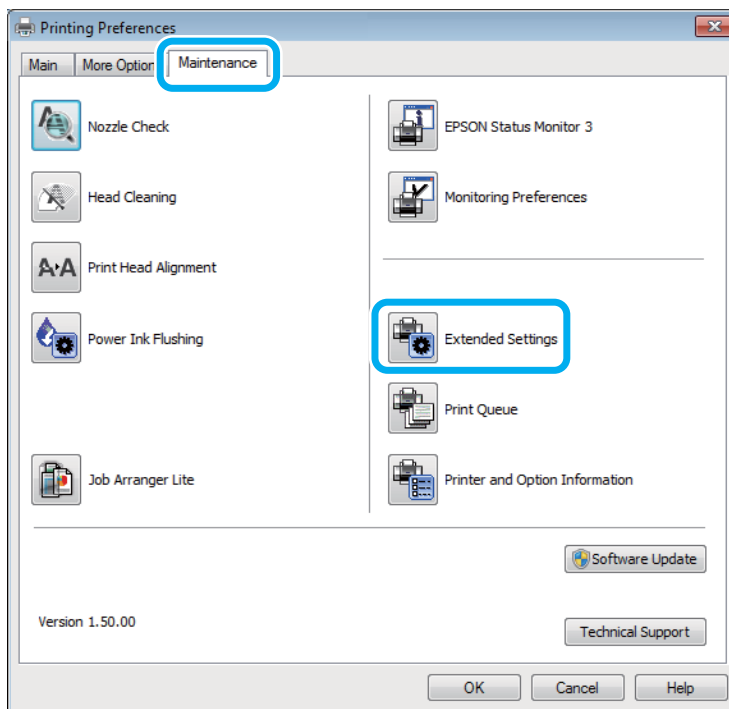 Printing Preferences
Main
More Option
Maintenance
Nozzle Check
EPSON Status Monitor 3
Head Cleaning
Monitoring Preferences
Print Head Alignment
Power Ink Flushing
Extended Settings
Print Queue
Job Arranger Lite
Printer and Option Information
Software Update
Version 1.50.00
Technical Support
OK
Cancel
Help